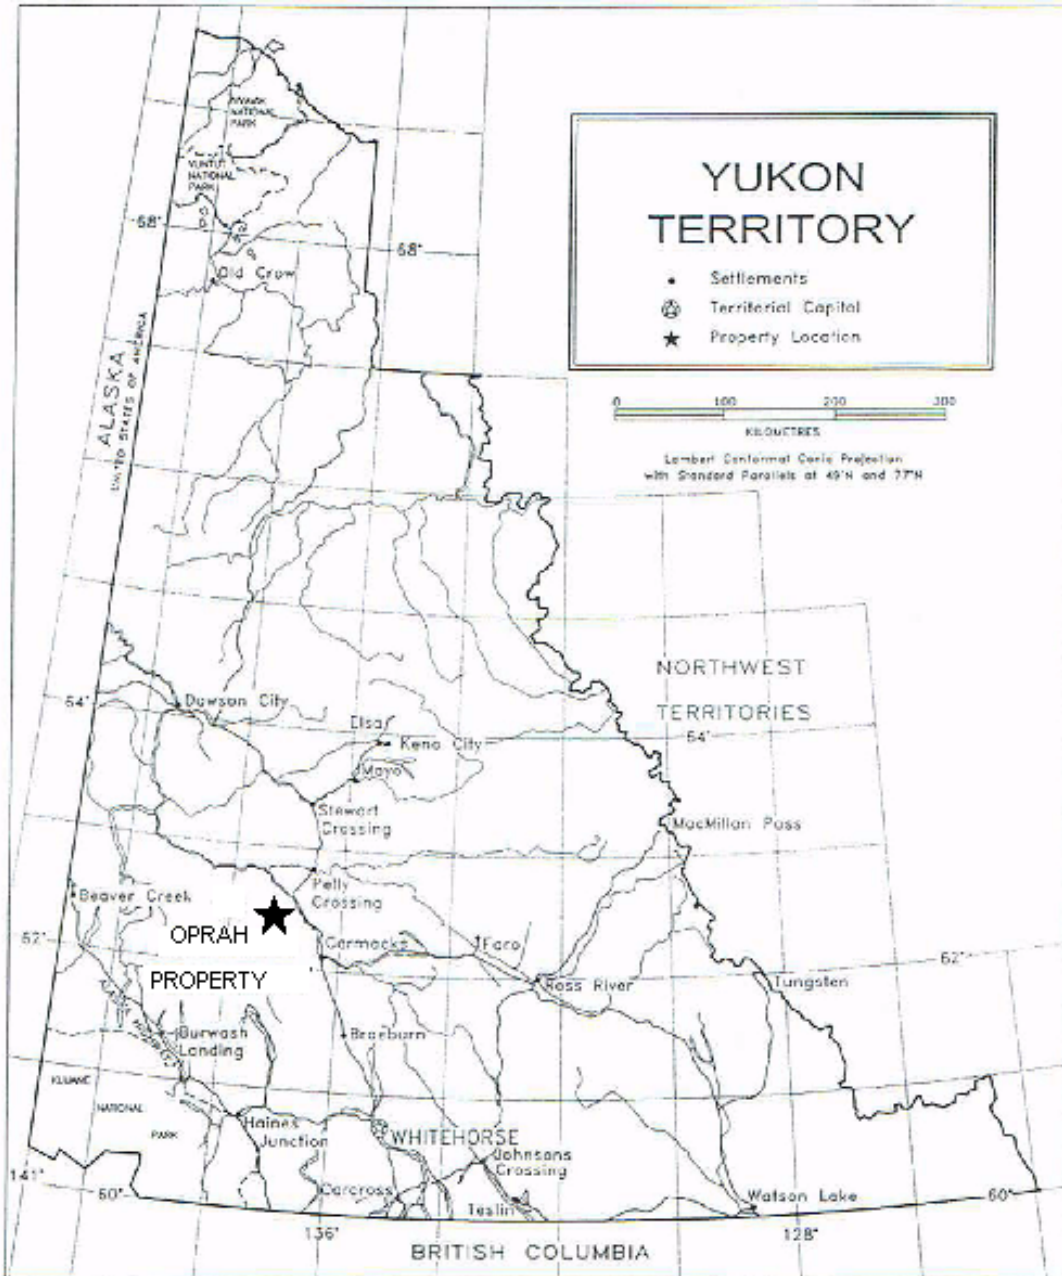 YUKON
TERRITORY
Settlements
Territorial Capital
Property Location
0 100 200 300
KILOMETRES
Lambert Conformal Conic Projection
with Standard Parallels at 49°N and 77°N
NATIONAL
PARK
NATIONAL
PARK
68°
68°
Old Crow
ALASKA
UNITED STATES OF AMERICA
NORTHWEST
TERRITORIES
64°
Dawson City
Elsa
Keno City
64°
Mayo
Stewart
Crossing
MacMillan Pass
Pelly
Crossing
Beaver Creek
OPRAH
PROPERTY
62°
Carmacks
Faro
62°
Ross River
Tungsten
ALASKA HIGHWAY
Burwash
Landing
Braeburn
KLUANE
NATIONAL
PARK
Haines
Junction
WHITEHORSE
Johnsons
Crossing
141°
60°
Carcross
Teslin
Watson Lake
60°
136°
128°
BRITISH COLUMBIA